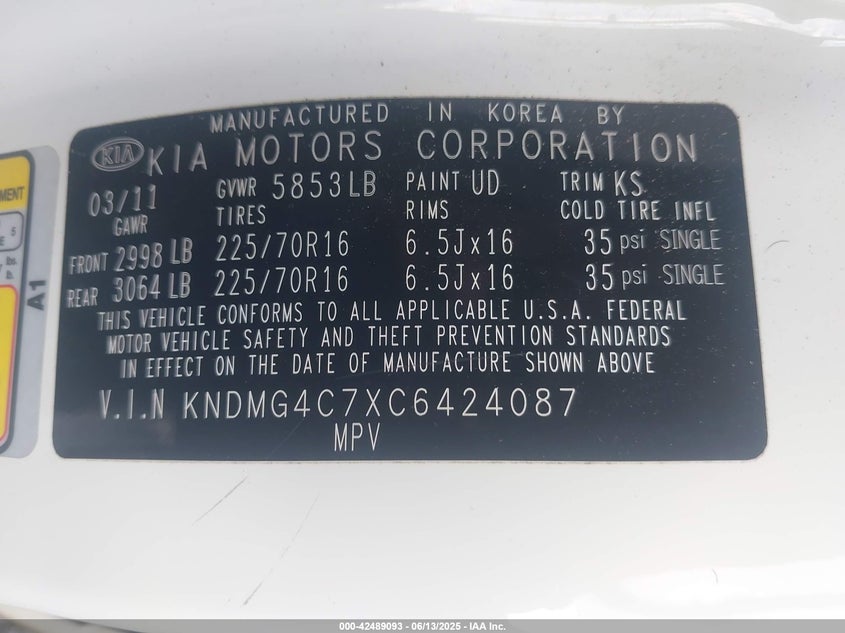 MANUFACTURED IN KOREA BY
KIA KIA MOTORS CORPORATION
03/11 GVWR 5853LB PAINT UD TRIM KS
GAWR TIRES RIMS COLD TIRE INFL
FRONT 2998 LB 225/70R16 6.5Jx16 35 psi SINGLE
REAR 3064 LB 225/70R16 6.5Jx16 35 psi SINGLE
THIS VEHICLE CONFORMS TO ALL APPLICABLE U.S.A. FEDERAL
MOTOR VEHICLE SAFETY AND THEFT PREVENTION STANDARDS
IN EFFECT ON THE DATE OF MANUFACTURE SHOWN ABOVE
V.I.N KNDMG4C7XC6424087
MPV
A1
5
lbs.
lb.
000-42489093 - 06/13/2025 - IAA Inc.